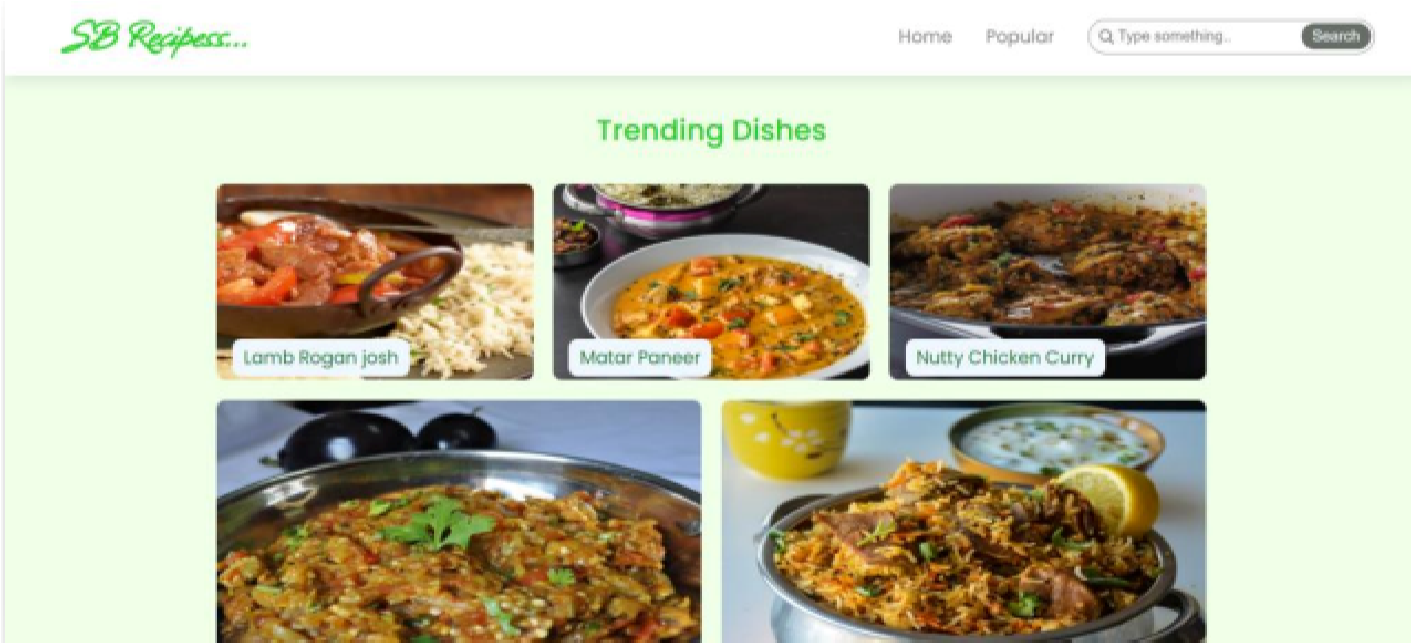 SB Recipess...
Home Popular Type something.. Search
Trending Dishes
Lamb Rogan josh
Matar Paneer
Nutty Chicken Curry